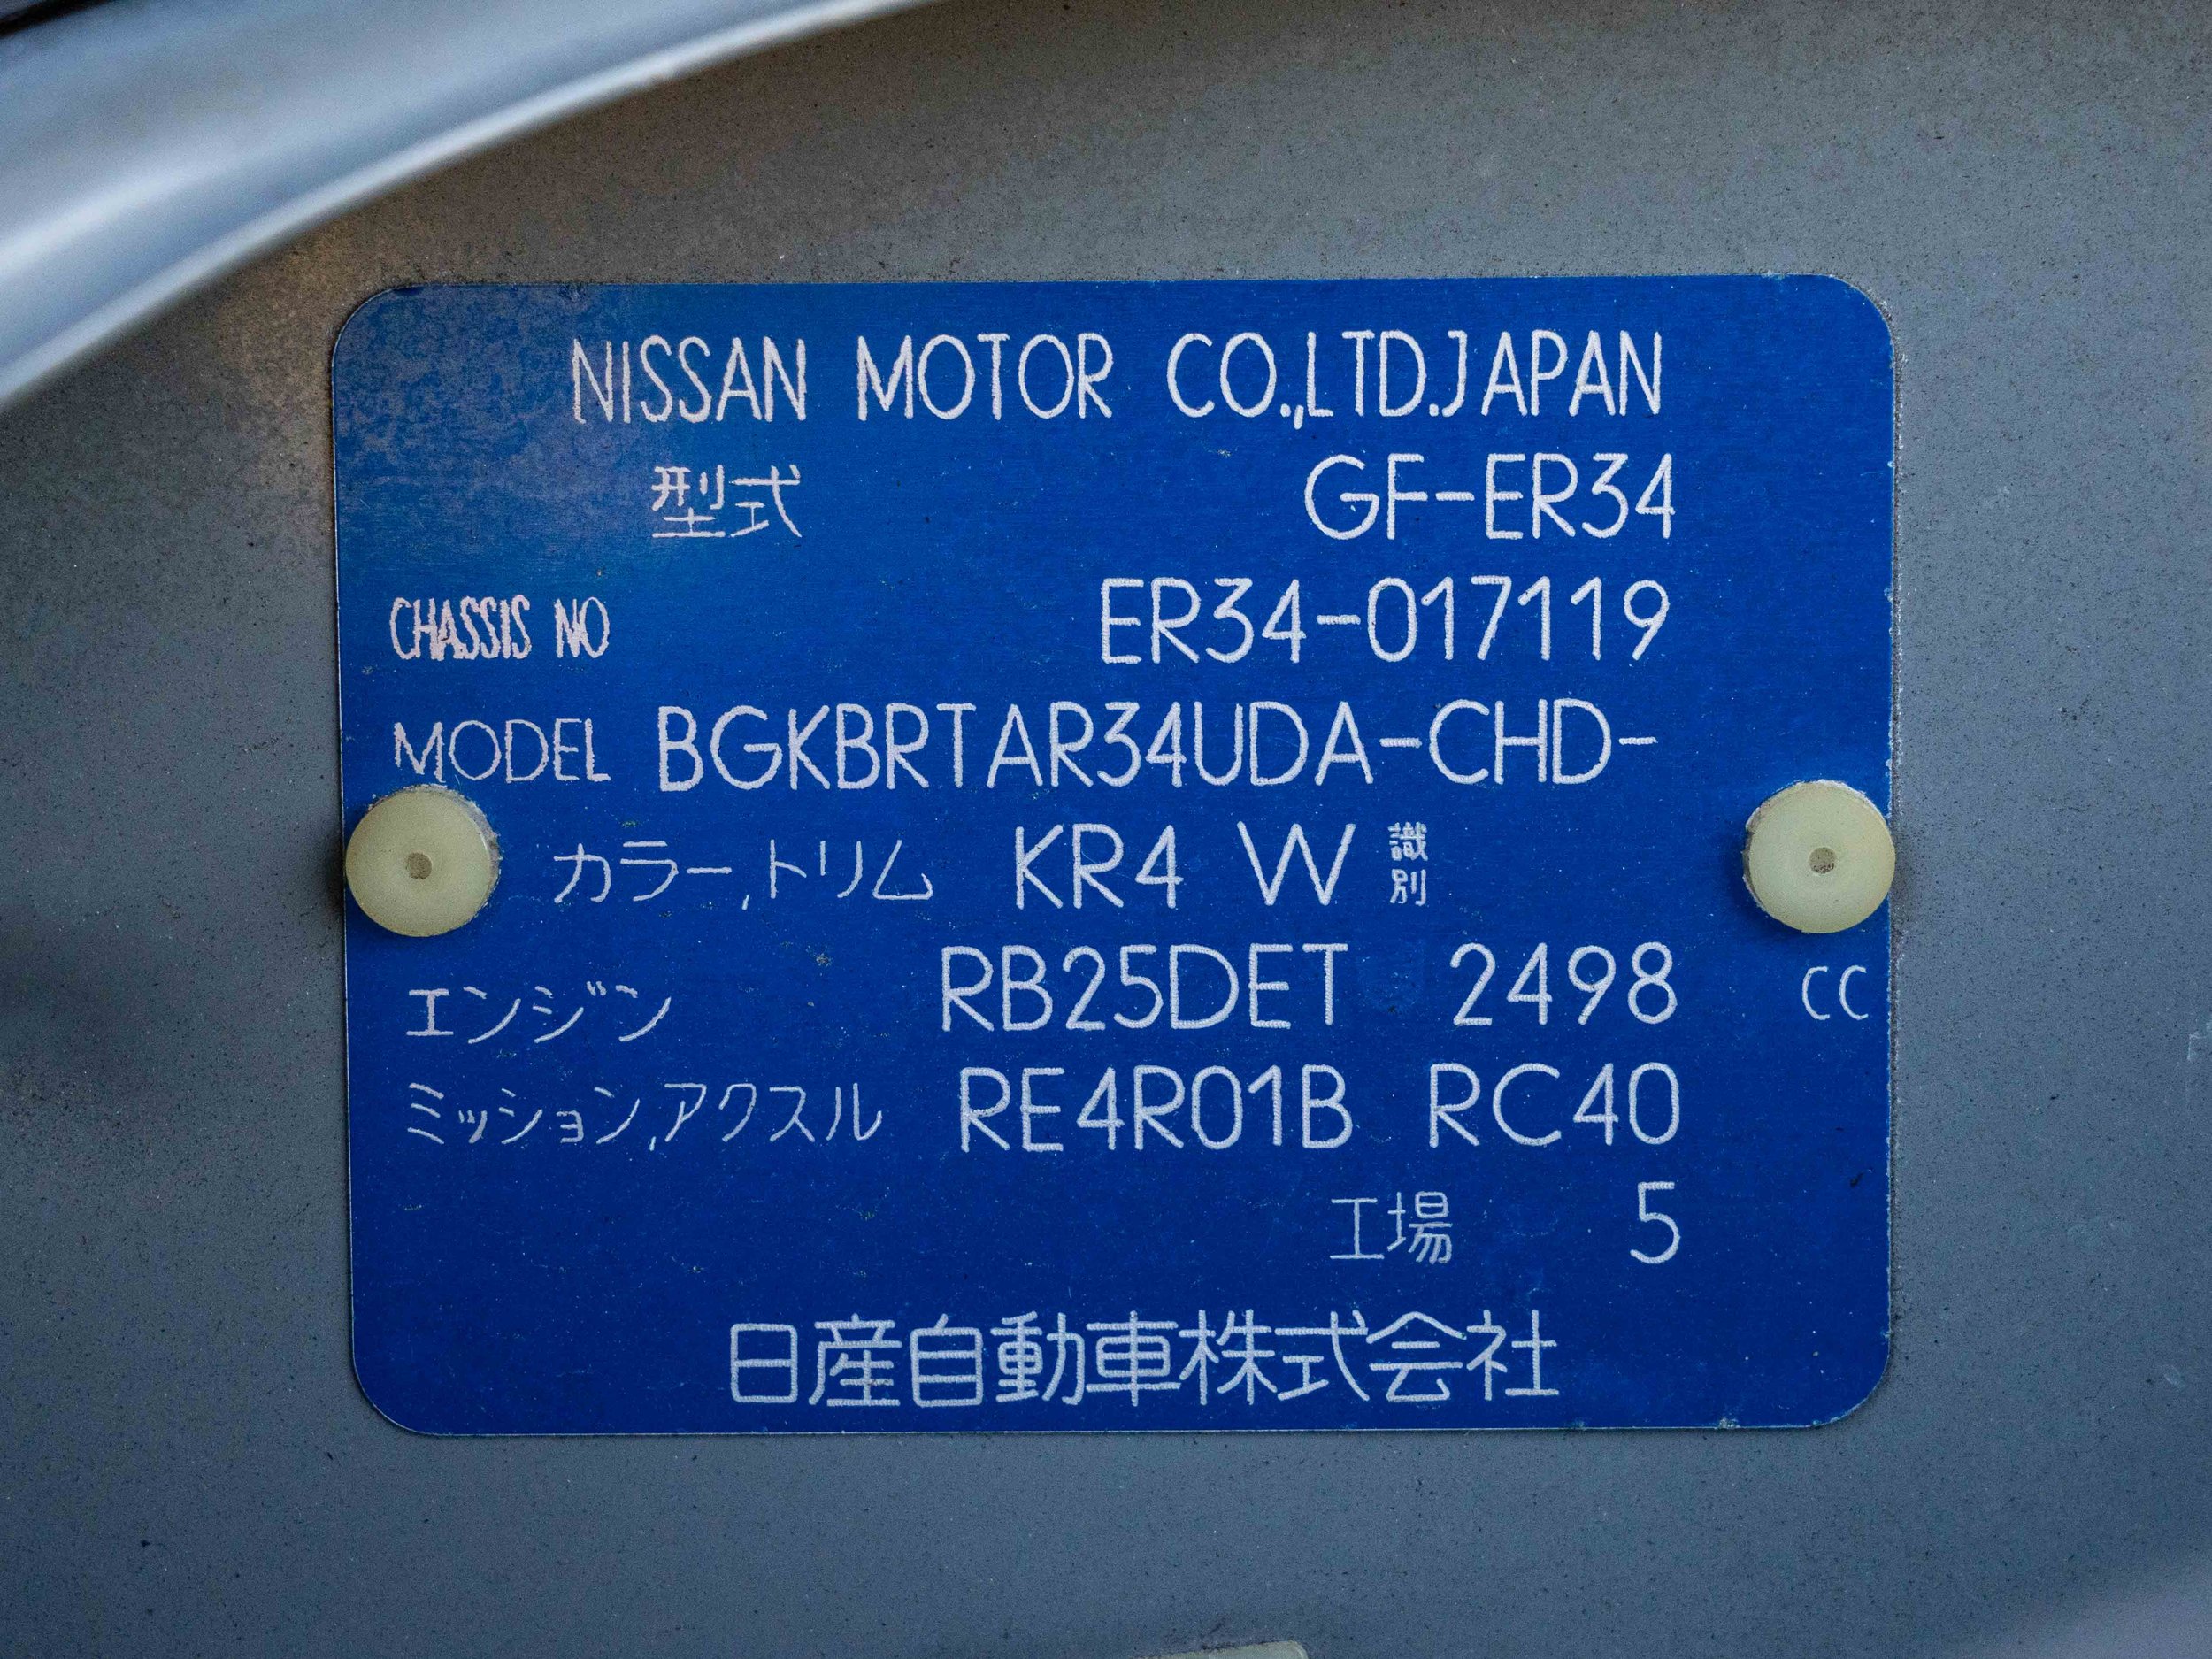 NISSAN MOTOR CO.,LTD.JAPAN
型式 GF-ER34
CHASSIS NO ER34-017119
MODEL BGKBRTAR34UDA-CHD-
カラー,トリム KR4 W 識別
エンジン RB25DET 2498 CC
ミッション,アクスル RE4R01B RC40
工場 5
日産自動車株式会社